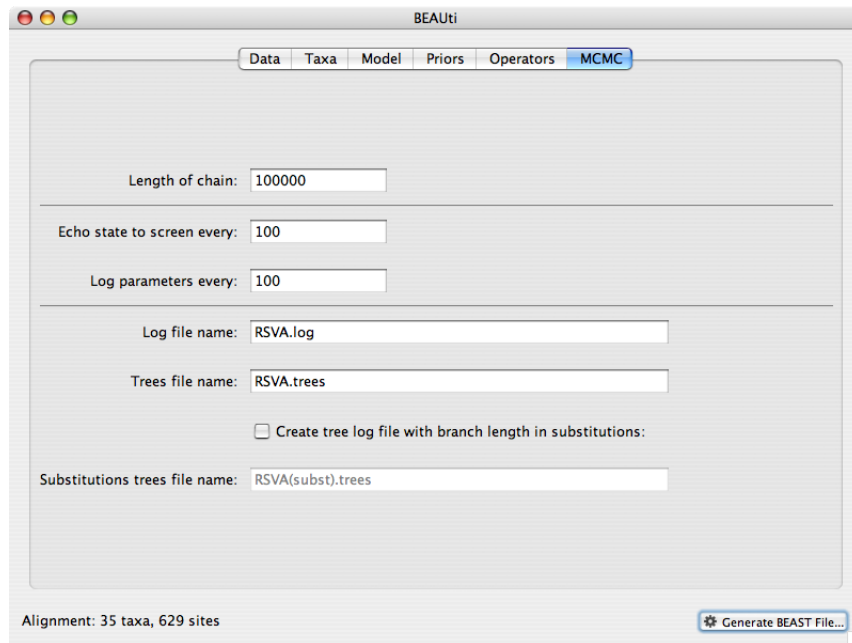 BEAUti
Data Taxa Model Priors Operators MCMC
Length of chain: 100000
Echo state to screen every: 100
Log parameters every: 100
Log file name: RSVA.log
Trees file name: RSVA.trees
Create tree log file with branch length in substitutions:
Substitutions trees file name: RSVA(subst).trees
Alignment: 35 taxa, 629 sites Generate BEAST File...